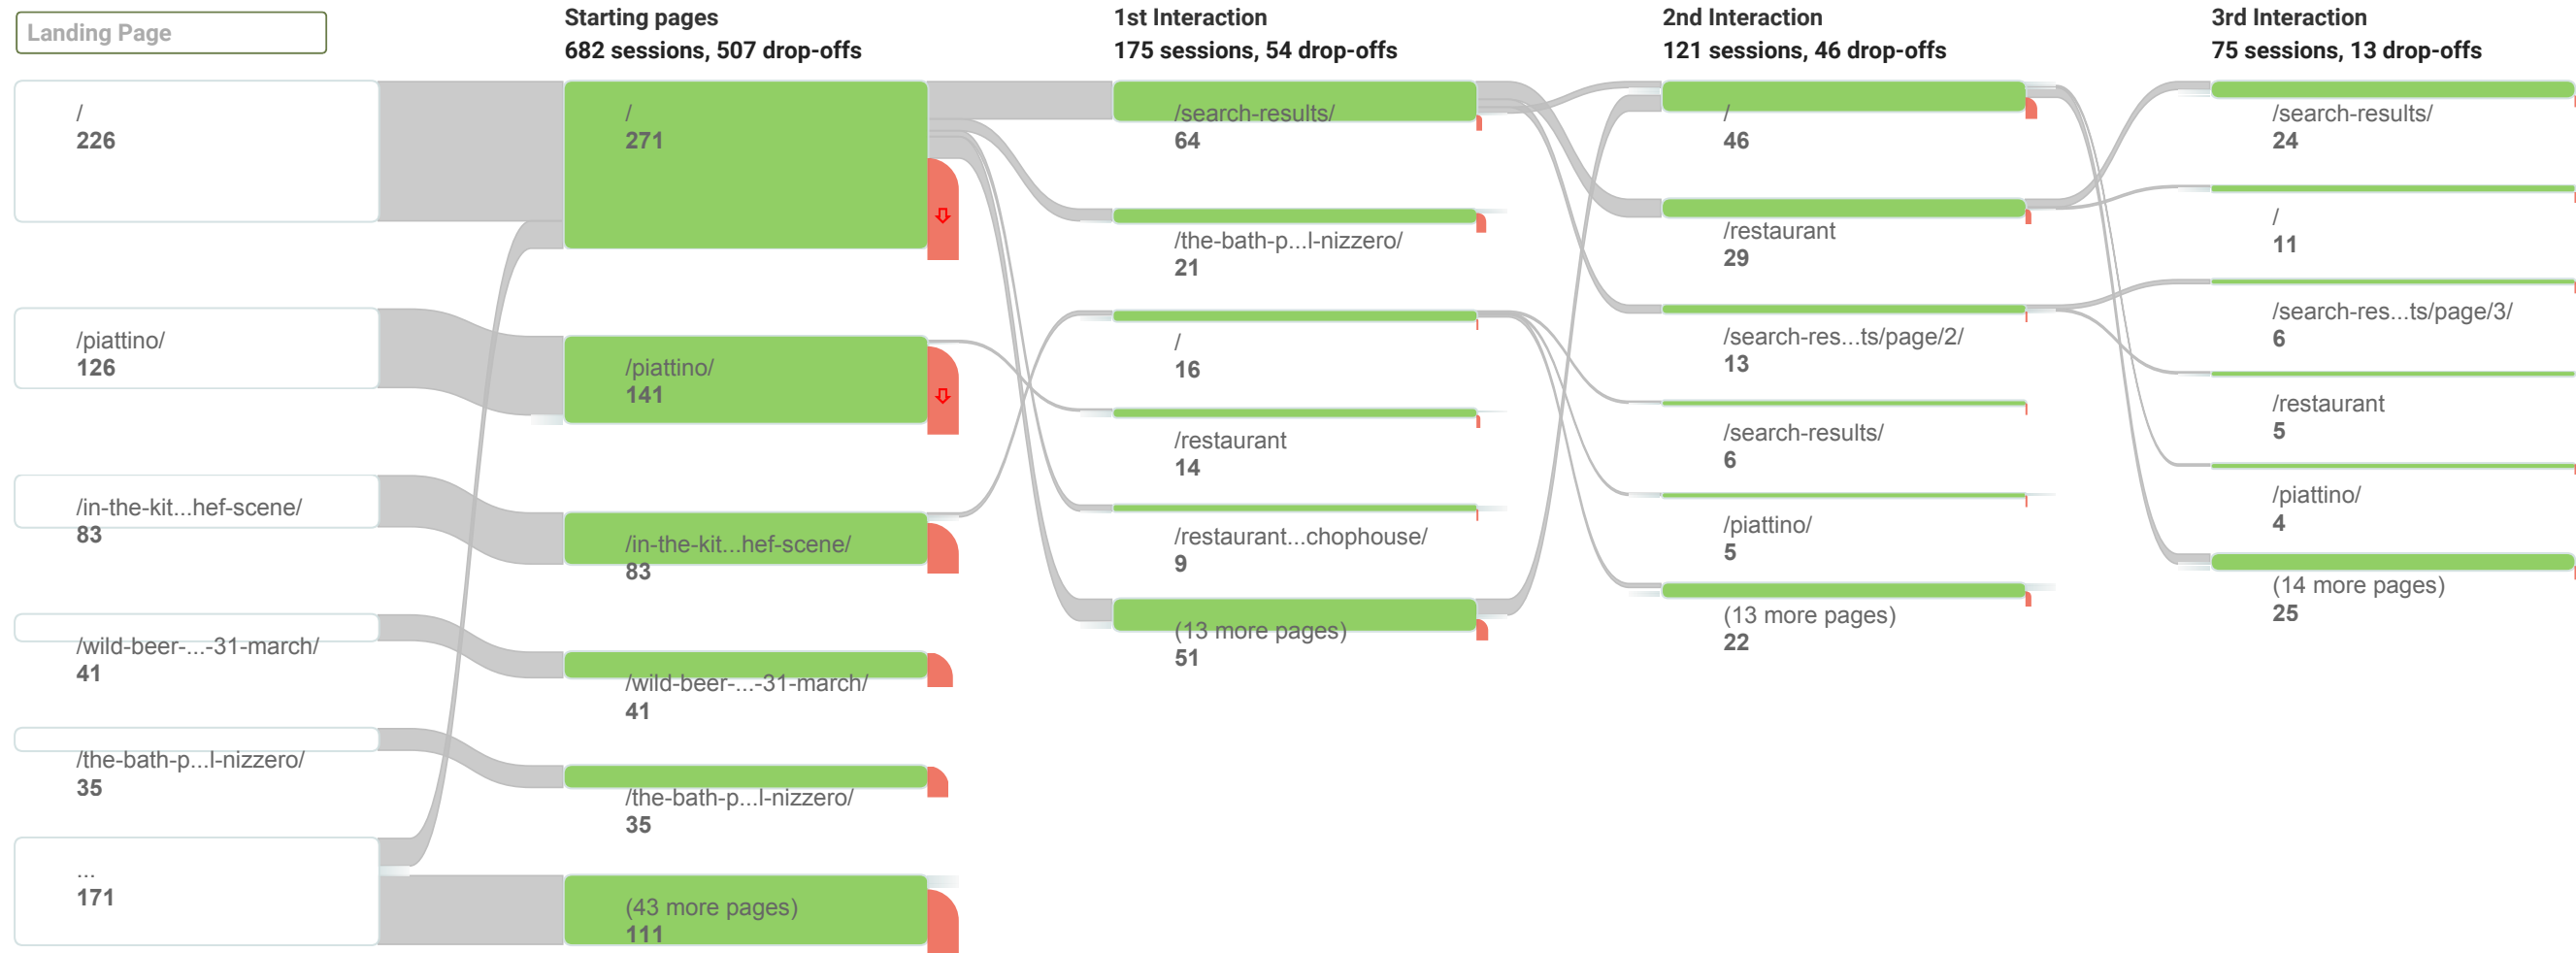 Landing Page
/
226
/piattino/
126
/in-the-kit...hef-scene/
83
/wild-beer-...-31-march/
41
/the-bath-p...l-nizzero/
35
...
171
Starting pages
682 sessions, 507 drop-offs
/
271
/piattino/
141
/in-the-kit...hef-scene/
83
/wild-beer-...-31-march/
41
/the-bath-p...l-nizzero/
35
(43 more pages)
111
1st Interaction
175 sessions, 54 drop-offs
/search-results/
64
/the-bath-p...l-nizzero/
21
/
16
/restaurant
14
/restaurant...chophouse/
9
(13 more pages)
51
2nd Interaction
121 sessions, 46 drop-offs
/
46
/restaurant
29
/search-res...ts/page/2/
13
/search-results/
6
/piattino/
5
(13 more pages)
22
3rd Interaction
75 sessions, 13 drop-offs
/search-results/
24
/
11
/search-res...ts/page/3/
6
/restaurant
5
/piattino/
4
(14 more pages)
25